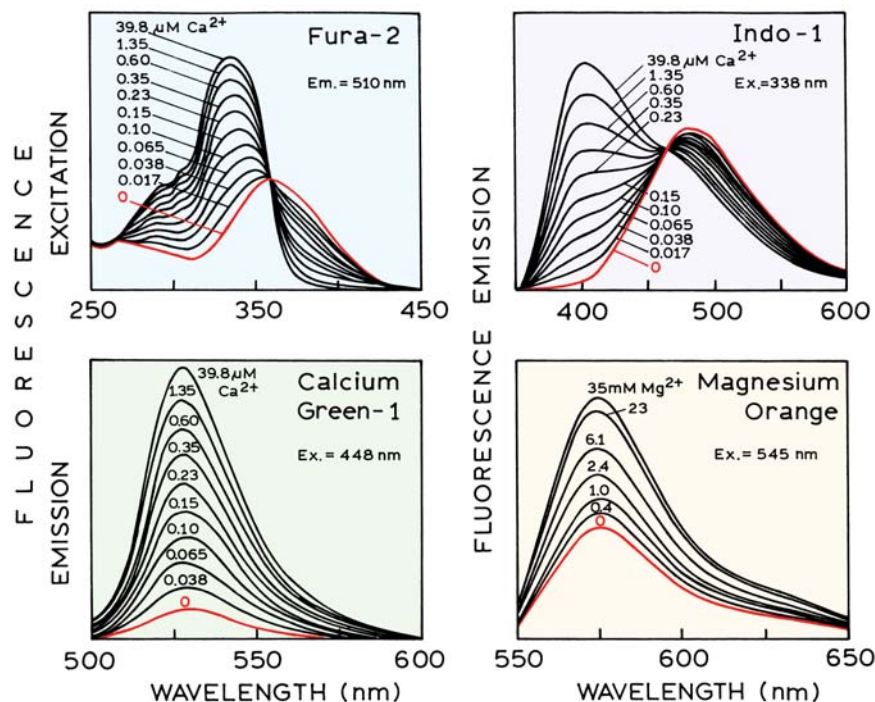 FLUORESCENCE
EXCITATION
EMISSION
Fura-2
Em. = 510 nm
39.8 μM Ca²⁺
1.35
0.60
0.35
0.23
0.15
0.10
0.065
0.038
0.017
0
250 350 450
FLUORESCENCE EMISSION
Indo-1
Ex.=338 nm
39.8 μM Ca²⁺
1.35
0.60
0.35
0.23
0.15
0.10
0.065
0.038
0.017
0
400 500 600
Calcium
Green-1
Ex. = 448 nm
39.8 μM
Ca²⁺
1.35
0.60
0.35
0.23
0.15
0.10
0.065
0.038
0
500 550 600
WAVELENGTH (nm)
Magnesium
Orange
Ex. = 545 nm
35mM Mg²⁺
23
6.1
2.4
1.0
0.4
0
550 600 650
WAVELENGTH (nm)